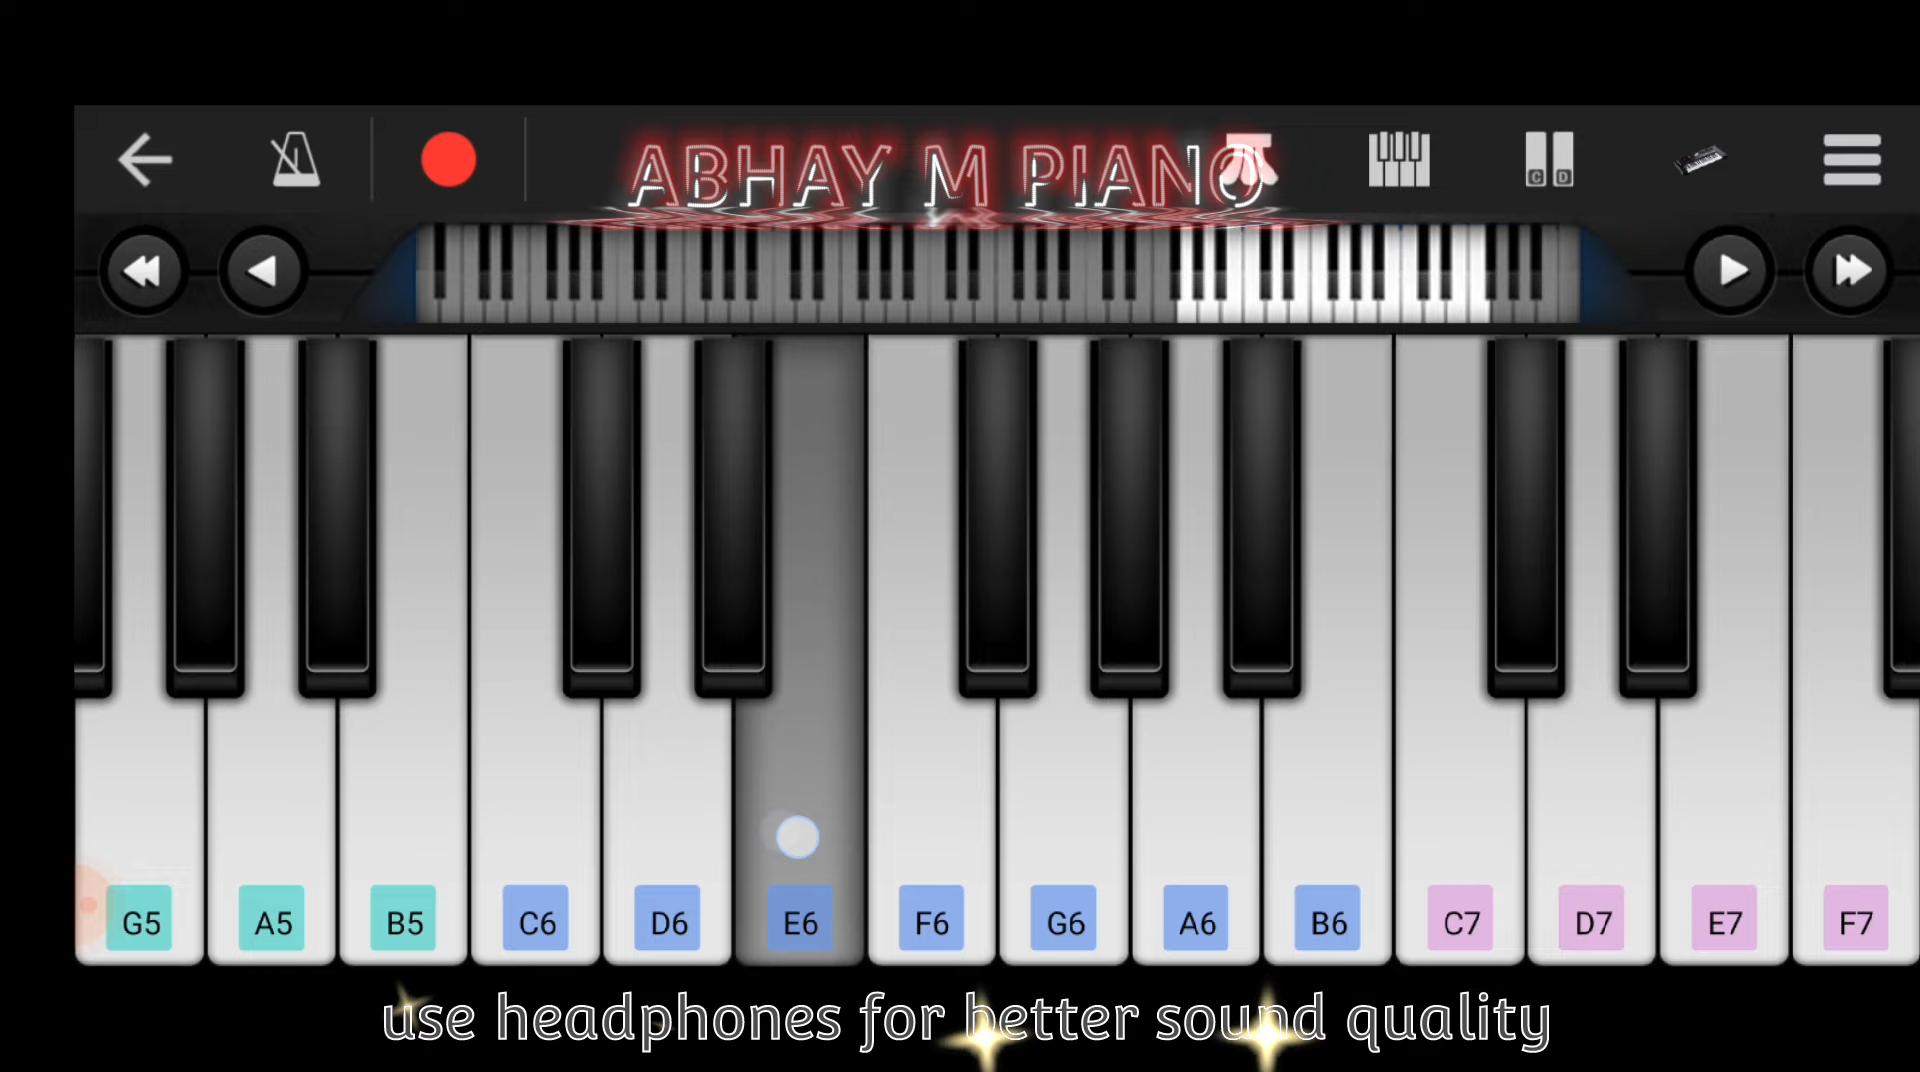 ABHAY M PIANO
C D
G5 A5 B5 C6 D6 E6 F6 G6 A6 B6 C7 D7 E7 F7
use headphones for better sound quality